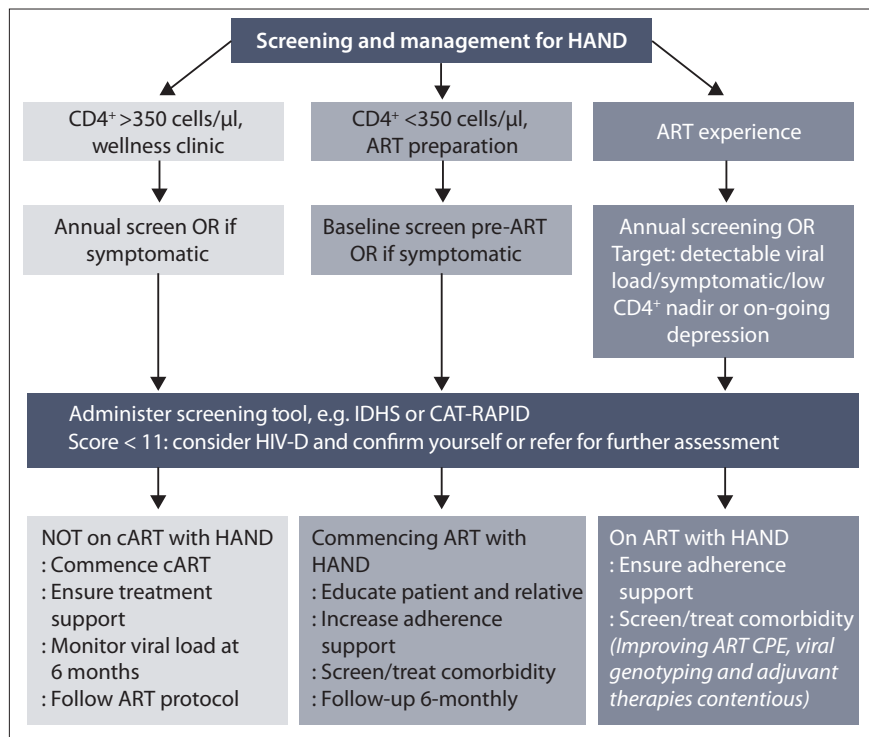 Screening and management for HAND
CD4⁺ >350 cells/µl,
wellness clinic
CD4⁺ <350 cells/µl,
ART preparation
ART experience
Annual screen OR if
symptomatic
Baseline screen pre-ART
OR if symptomatic
Annual screening OR
Target: detectable viral
load/symptomatic/low
CD4⁺ nadir or on-going
depression
Administer screening tool, e.g. IDHS or CAT-RAPID
Score < 11: consider HIV-D and confirm yourself or refer for further assessment
NOT on cART with HAND
: Commence cART
: Ensure treatment
support
: Monitor viral load at
6 months
: Follow ART protocol
Commencing ART with
HAND
: Educate patient and relative
: Increase adherence
support
: Screen/treat comorbidity
: Follow-up 6-monthly
On ART with HAND
: Ensure adherence
support
: Screen/treat comorbidity
(Improving ART CPE, viral
genotyping and adjuvant
therapies contentious)